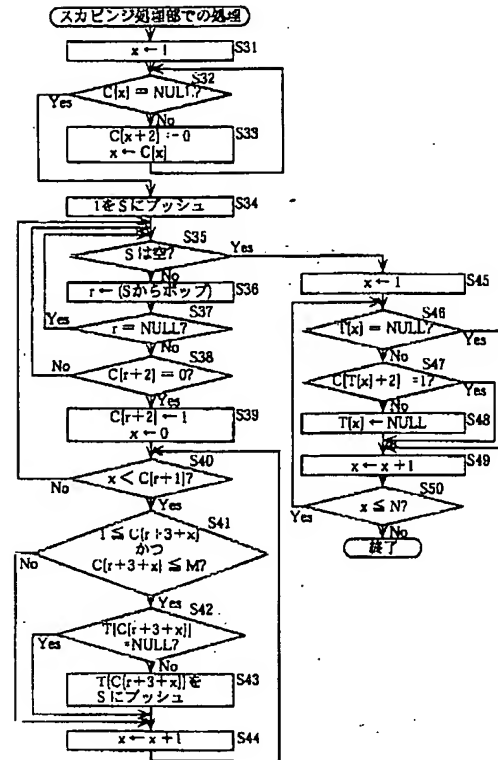 スカビンジ処理部での処理
x ← 1
S31
S32
C[x] = NULL?
Yes
No
C[x+2] ← 0
x ← C[x]
S33
1をSにプッシュ
S34
S35
Sは空?
Yes
No
r ← (Sからポップ)
S36
S37
r = NULL?
Yes
No
S38
C[r+2] = 0?
No
Yes
C[r+2] ← 1
x ← 0
S39
S40
x < C[r+1]?
No
Yes
S41
1 ≦ C[r+3+x]
かつ
C[r+3+x] ≦ M?
No
Yes
S42
T[C[r+3+x]]
=NULL?
Yes
No
T[C[r+3+x]]を
Sにプッシュ
S43
x ← x + 1
S44
x ← 1
S45
S46
T[x] = NULL?
Yes
No
S47
C[T[x]+2] =1?
Yes
No
T[x] ← NULL
S48
x ← x + 1
S49
S50
x ≦ N?
Yes
No
終了